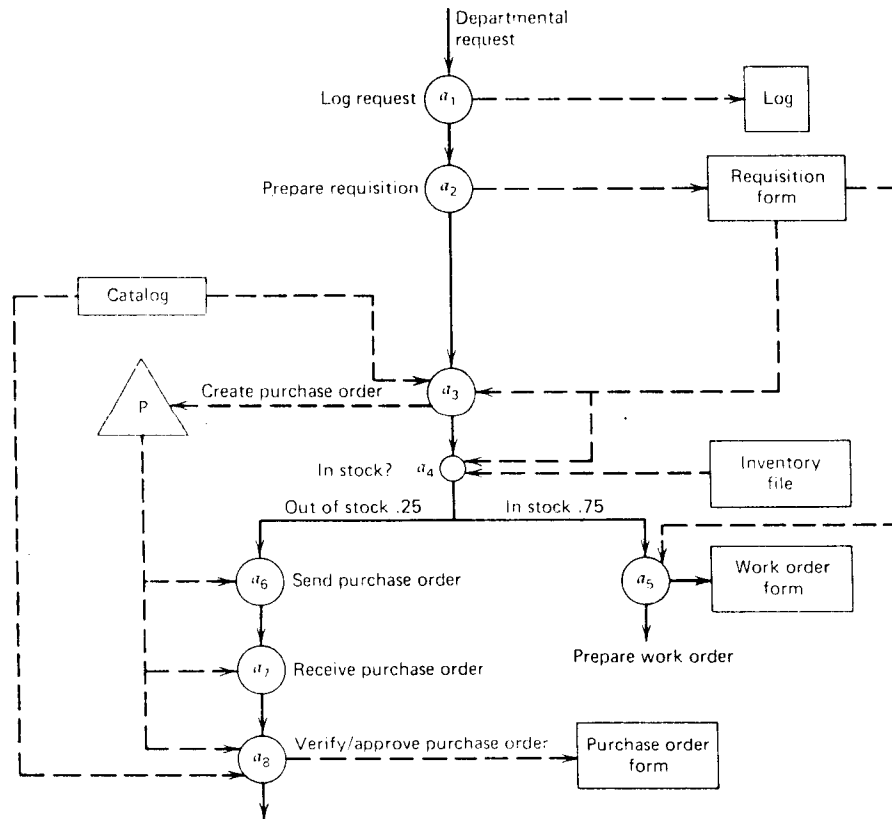 Departmental
request
Log request
a1
Log
Prepare requisition
a2
Requisition
form
Catalog
Create purchase order
P
a3
In stock?
a4
Inventory
file
Out of stock .25
In stock .75
a6
Send purchase order
a5
Work order
form
Prepare work order
a7
Receive purchase order
a8
Verify/approve purchase order
Purchase order
form